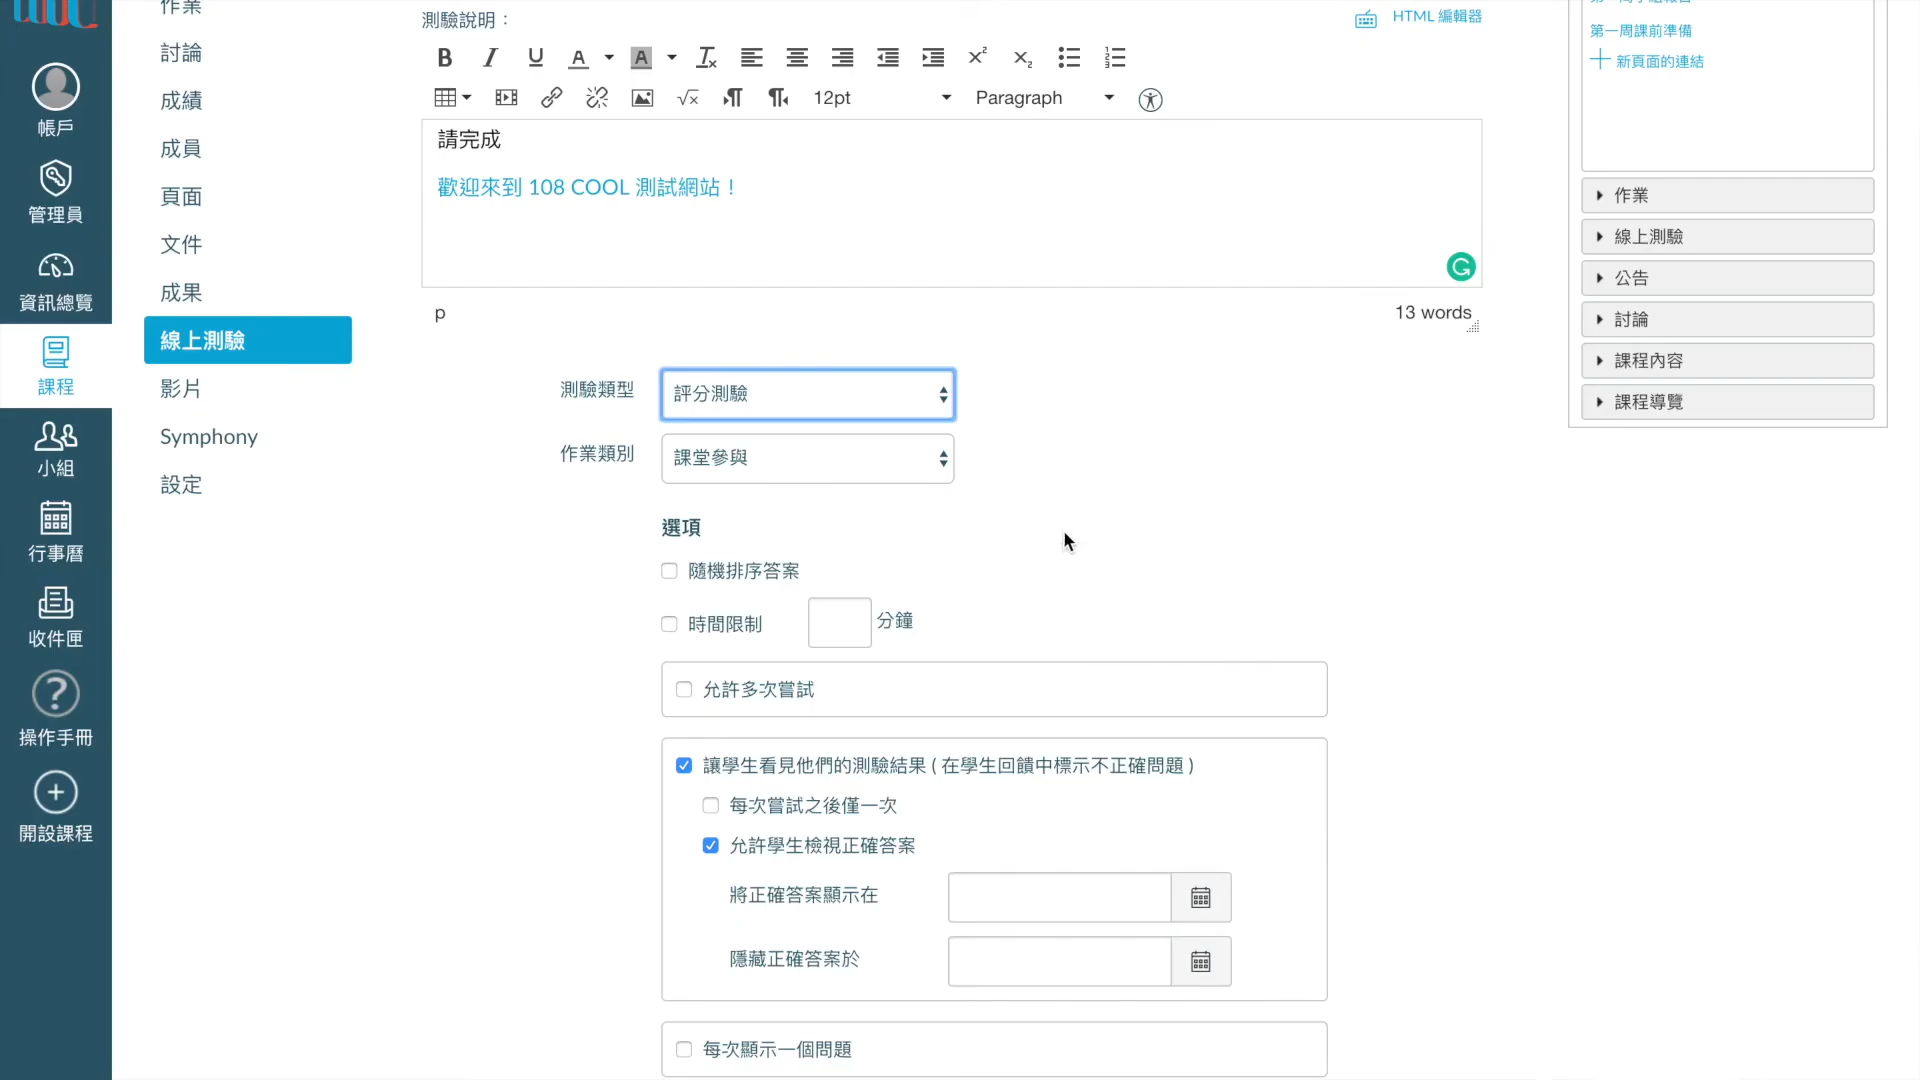 作業
討論
成績
成員
頁面
文件
成果
線上測驗
影片
Symphony
設定
帳戶
管理員
資訊總覽
課程
小組
行事曆
收件匣
操作手冊
開設課程
測驗說明：
HTML 編輯器
12pt
Paragraph
請完成
歡迎來到 108 COOL 測試網站！
p
13 words
測驗類型
評分測驗
作業類別
課堂參與
選項
隨機排序答案
時間限制
分鐘
允許多次嘗試
讓學生看見他們的測驗結果 ( 在學生回饋中標示不正確問題 )
每次嘗試之後僅一次
允許學生檢視正確答案
將正確答案顯示在
隱藏正確答案於
每次顯示一個問題
第一周課前準備
新頁面的連結
作業
線上測驗
公告
討論
課程內容
課程導覽